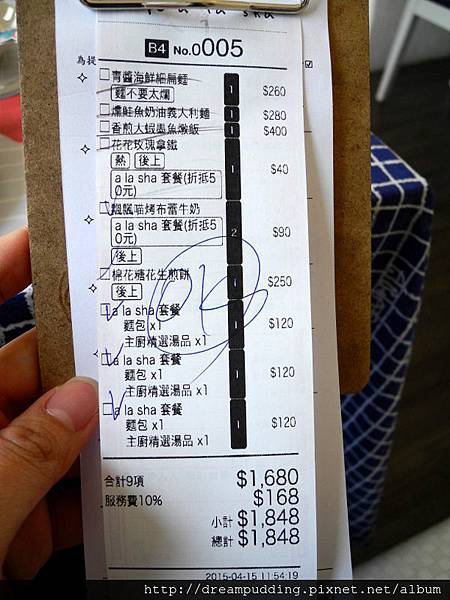 B4 No.0005
為提
青醬海鮮細扁麵 1 $260
麵不要太爛
燻鮭魚奶油義大利麵 1 $280
香煎大蝦墨魚燉飯 1 $400
花花玫瑰拿鐵 1 $40
熱 後上
a la sha 套餐(折抵5
0元)
飄飄喵烤布蕾牛奶 2 $90
a la sha 套餐(折抵5
0元)
後上
棉花糖花生煎餅 1 $250
後上
OK
a la sha 套餐 1 $120
麵包 x1
主廚精選湯品 x1
a la sha 套餐 1 $120
麵包 x1
主廚精選湯品 x1
a la sha 套餐 1 $120
麵包 x1
主廚精選湯品 x1
合計9項 $1,680
服務費10% $168
小計 $1,848
總計 $1,848
2015-04-15 11:54:19
http://dreampudding.pixnet.net/album